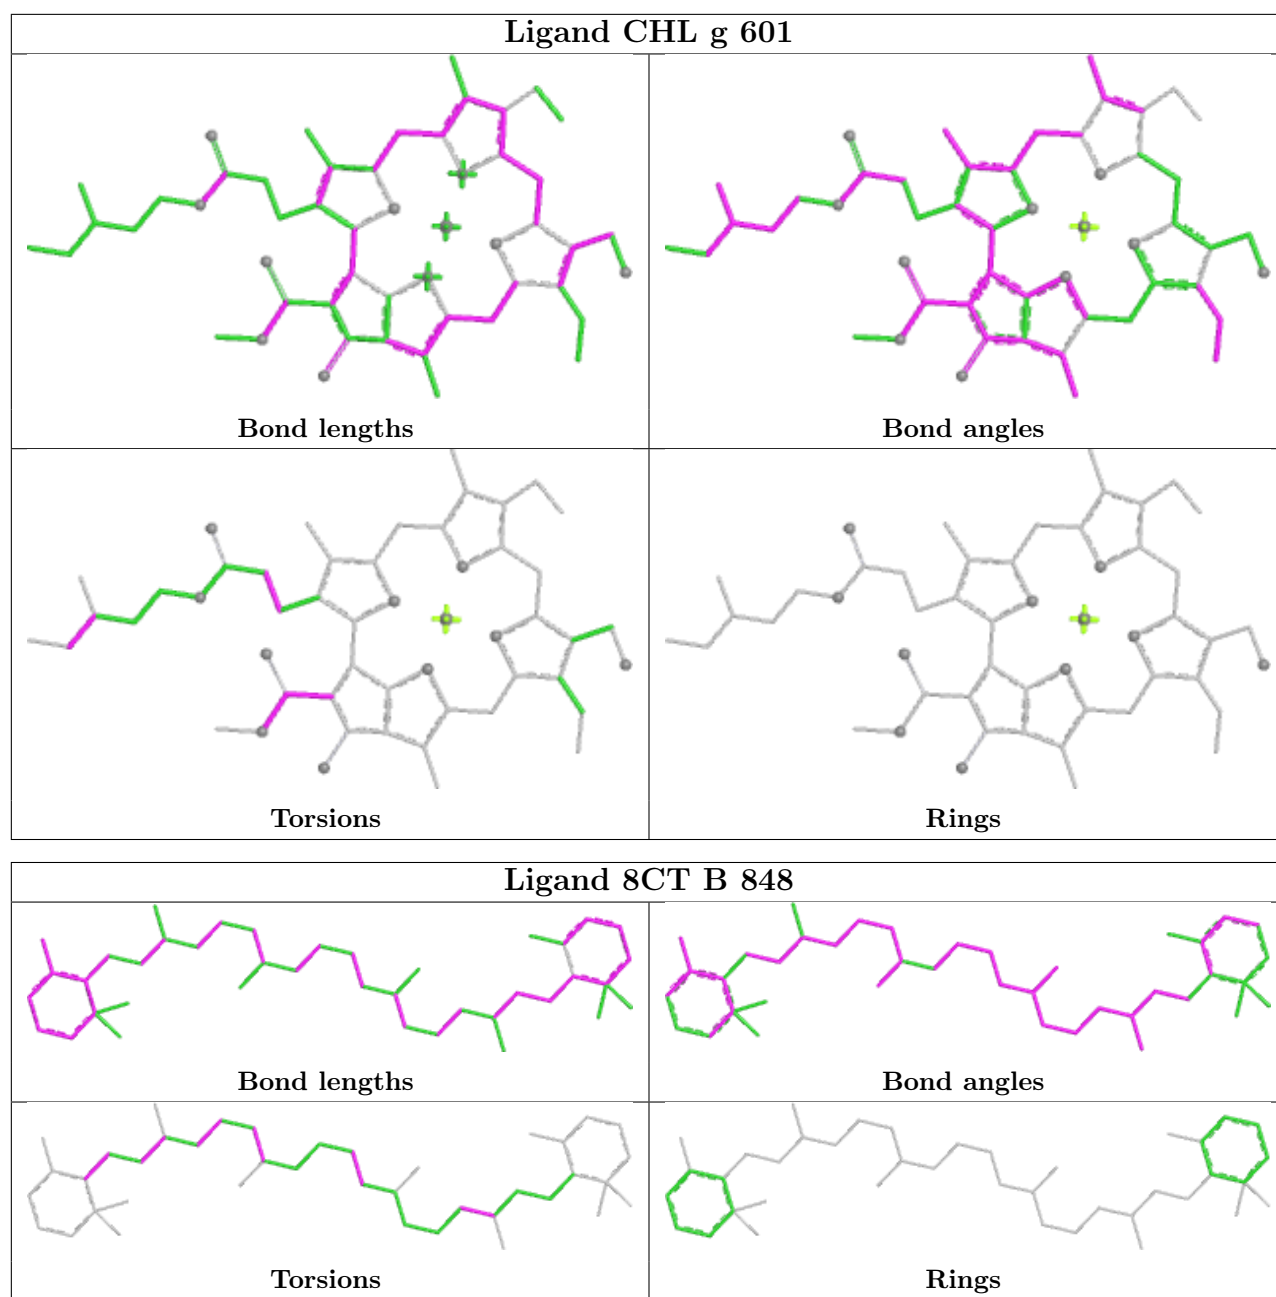 Ligand CHL g 601
Bond lengths
Bond angles
Torsions
Rings
Ligand 8CT B 848
Bond lengths
Bond angles
Torsions
Rings